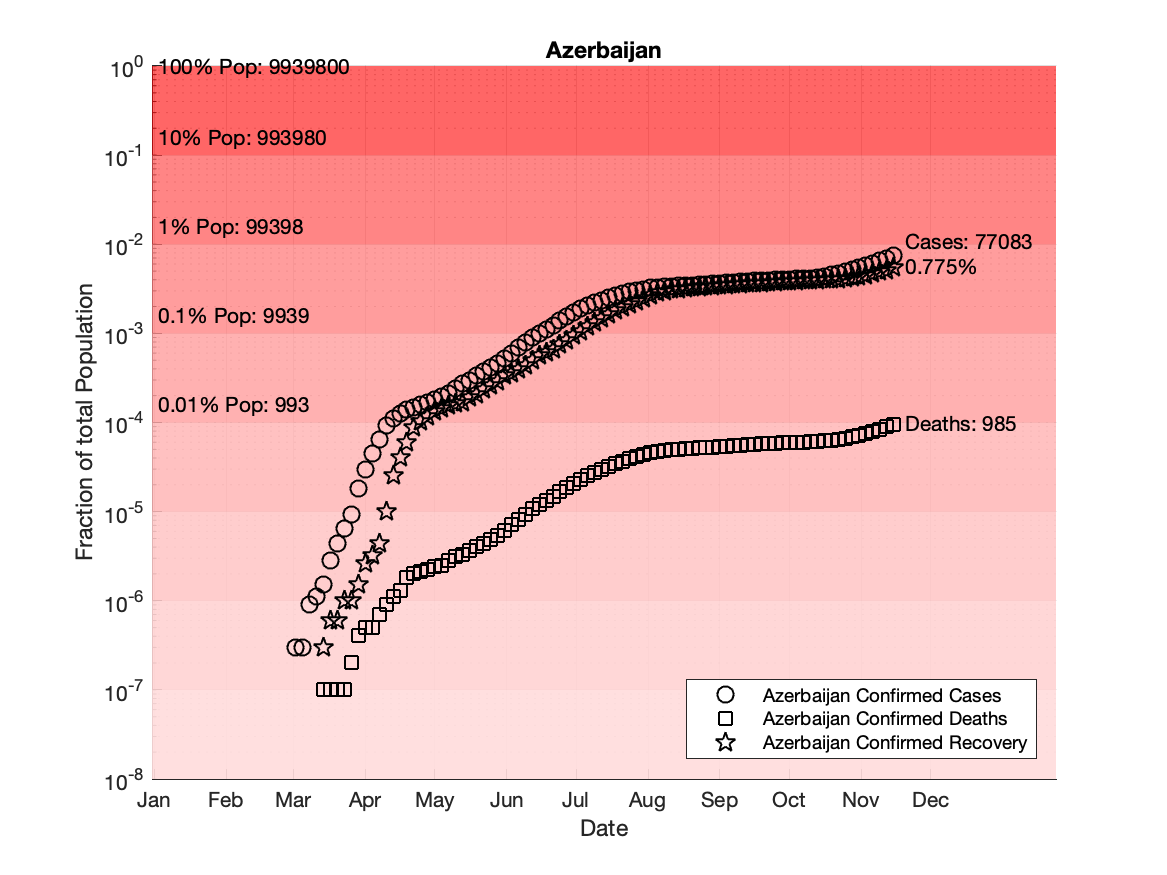 Azerbaijan
10^0
100% Pop: 9939800
10% Pop: 993980
10^-1
1% Pop: 99398
10^-2
Cases: 77083
0.775%
0.1% Pop: 9939
10^-3
0.01% Pop: 993
10^-4
Deaths: 985
10^-5
10^-6
10^-7
10^-8
Fraction of total Population
Azerbaijan Confirmed Cases
Azerbaijan Confirmed Deaths
Azerbaijan Confirmed Recovery
Jan Feb Mar Apr May Jun Jul Aug Sep Oct Nov Dec
Date